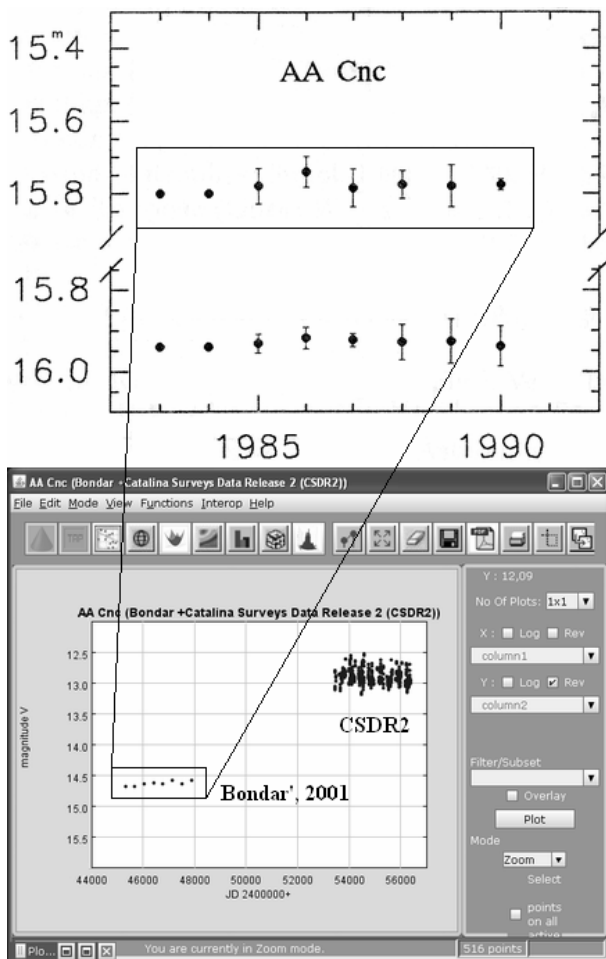 15.ᵐ4
AA Cnc
15.6
15.8
15.8
16.0
1985 1990
AA Cnc (Bondar +Catalina Surveys Data Release 2 (CSDR2))
File Edit Mode View Functions Interop Help
TAP PDF
Y : 12,09
No Of Plots: 1x1
X : Log Rev
column1
Y : Log Rev
column2
Filter/Subset
Overlay
Plot
Mode
Zoom
Select
points
on all
active
AA Cnc (Bondar +Catalina Surveys Data Release 2 (CSDR2))
magnitude V
12.5
13.0
13.5
14.0
14.5
15.0
15.5
CSDR2
Bondar', 2001
44000 46000 48000 50000 52000 54000 56000
JD 2400000+
Plo... You are currently in Zoom mode. 516 points